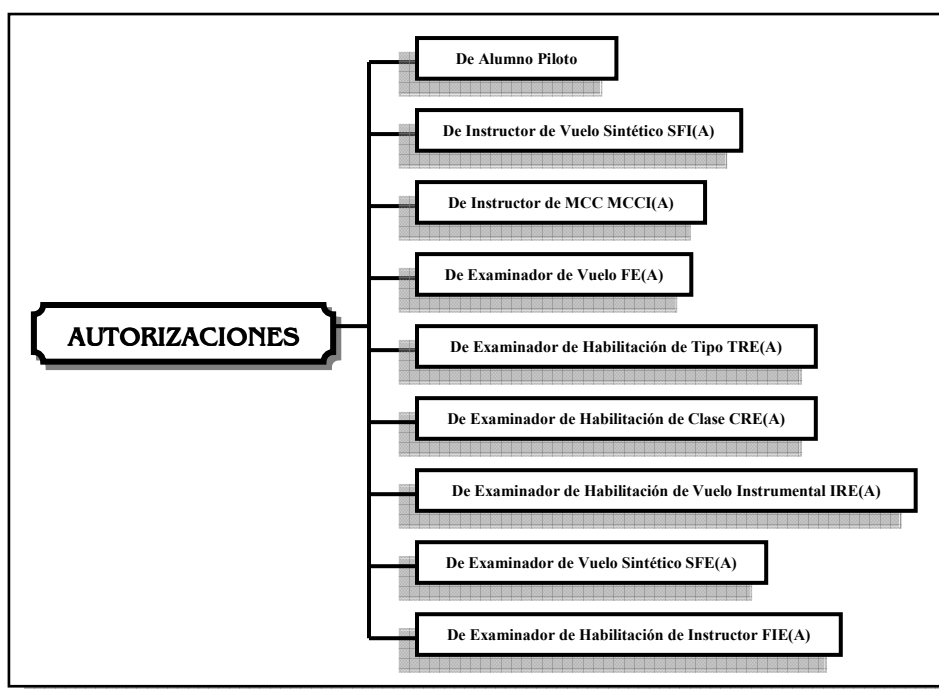 De Alumno Piloto
De Instructor de Vuelo Sintético SFI(A)
De Instructor de MCC MCCI(A)
De Examinador de Vuelo FE(A)
AUTORIZACIONES
De Examinador de Habilitación de Tipo TRE(A)
De Examinador de Habilitación de Clase CRE(A)
De Examinador de Habilitación de Vuelo Instrumental IRE(A)
De Examinador de Vuelo Sintético SFE(A)
De Examinador de Habilitación de Instructor FIE(A)